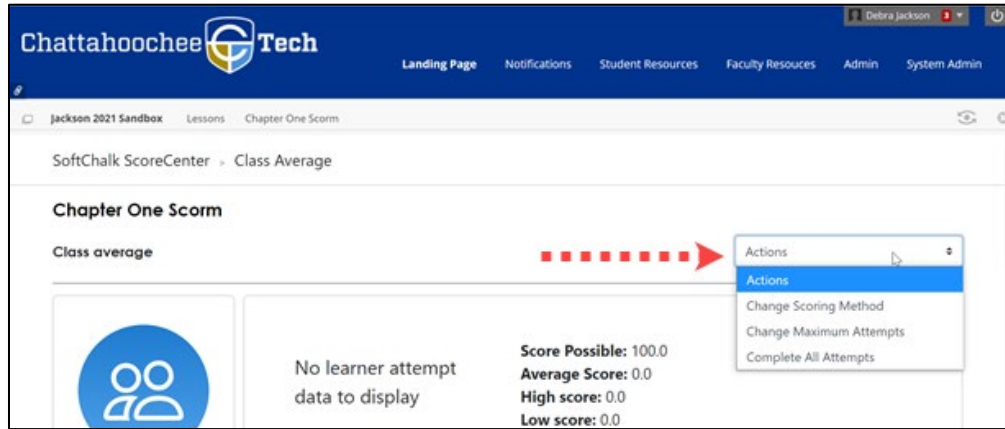 Debra Jackson 3
Chattahoochee Tech
Landing Page Notifications Student Resources Faculty Resouces Admin System Admin
Jackson 2021 Sandbox Lessons Chapter One Scorm
SoftChalk ScoreCenter > Class Average
Chapter One Scorm
Class average
Actions
Actions
Change Scoring Method
Change Maximum Attempts
Complete All Attempts
No learner attempt
data to display
Score Possible: 100.0
Average Score: 0.0
High score: 0.0
Low score: 0.0